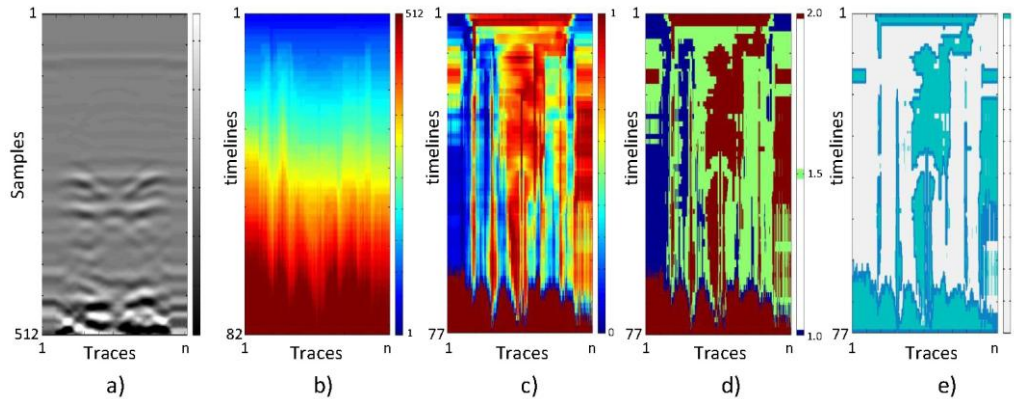 1
Samples
512
1
Traces
n
a)
1
timelines
82
1
Traces
n
512
1
b)
1
timelines
77
1
Traces
n
1
0
c)
1
timelines
77
1
Traces
n
2.0
1.5
1.0
d)
1
timelines
77
1
Traces
n
e)